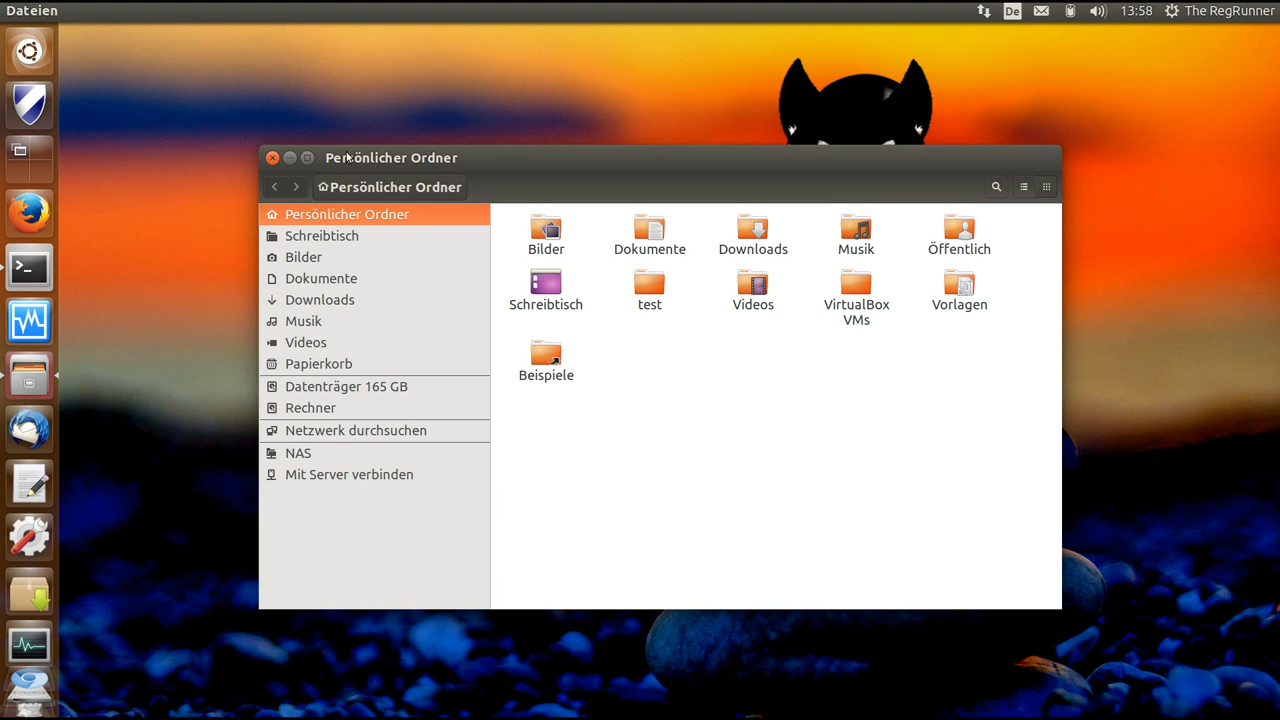 Dateien
De
13:58
The RegRunner
Persönlicher Ordner
Persönlicher Ordner
Persönlicher Ordner
Schreibtisch
Bilder
Dokumente
Downloads
Musik
Videos
Papierkorb
Datenträger 165 GB
Rechner
Netzwerk durchsuchen
NAS
Mit Server verbinden
Bilder
Dokumente
Downloads
Musik
Öffentlich
Schreibtisch
test
Videos
VirtualBox
VMs
Vorlagen
Beispiele